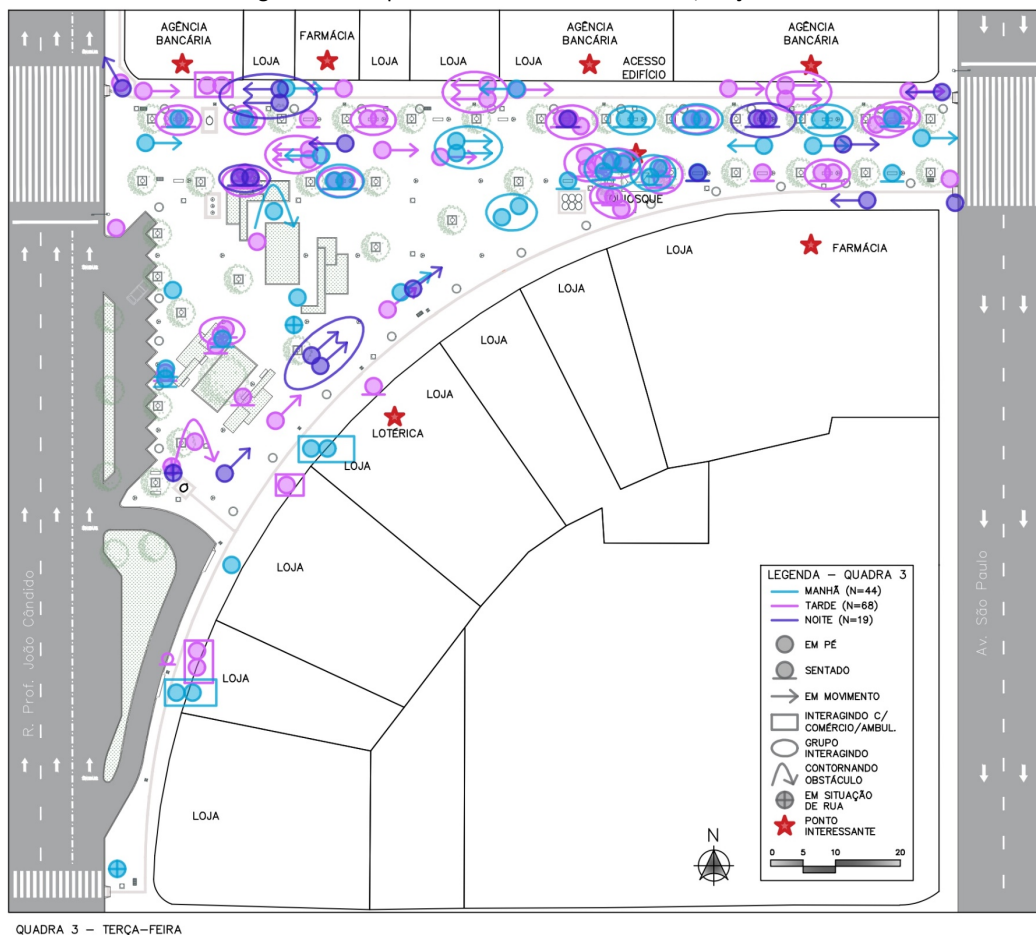 AGÊNCIA
BANCÁRIA
LOJA
FARMÁCIA
LOJA
LOJA
AGÊNCIA
BANCÁRIA
LOJA
ACESSO
EDIFÍCIO
AGÊNCIA
BANCÁRIA
QUIOSQUE
LOJA
FARMÁCIA
LOJA
LOJA
LOJA
LOTÉRICA
LOJA
LOJA
LOJA
LOJA
R. Prof. João Cândido
Av. São Paulo
LEGENDA – QUADRA 3
MANHÃ (N=44)
TARDE (N=68)
NOITE (N=19)
EM PÉ
SENTADO
EM MOVIMENTO
INTERAGINDO C/
COMÉRCIO/AMBUL.
GRUPO
INTERAGINDO
CONTORNANDO
OBSTÁCULO
EM SITUAÇÃO
DE RUA
PONTO
INTERESSANTE
N
0 5 10 20
QUADRA 3 – TERÇA-FEIRA